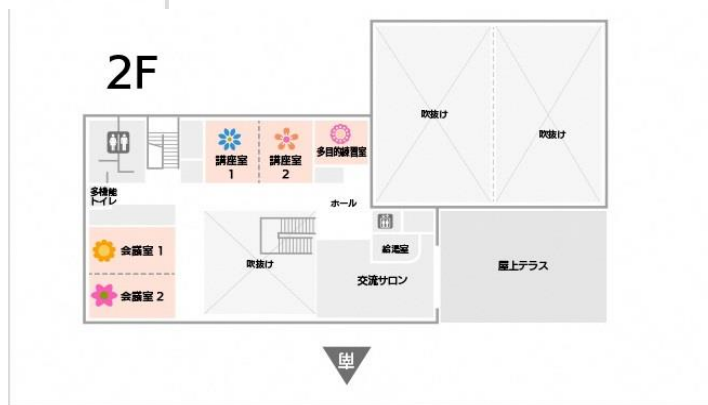 2F
吹抜け
吹抜け
講座室
1
講座室
2
多目的練習室
多機能
トイレ
ホール
会議室 1
吹抜け
給湯室
屋上テラス
交流サロン
会議室 2
南